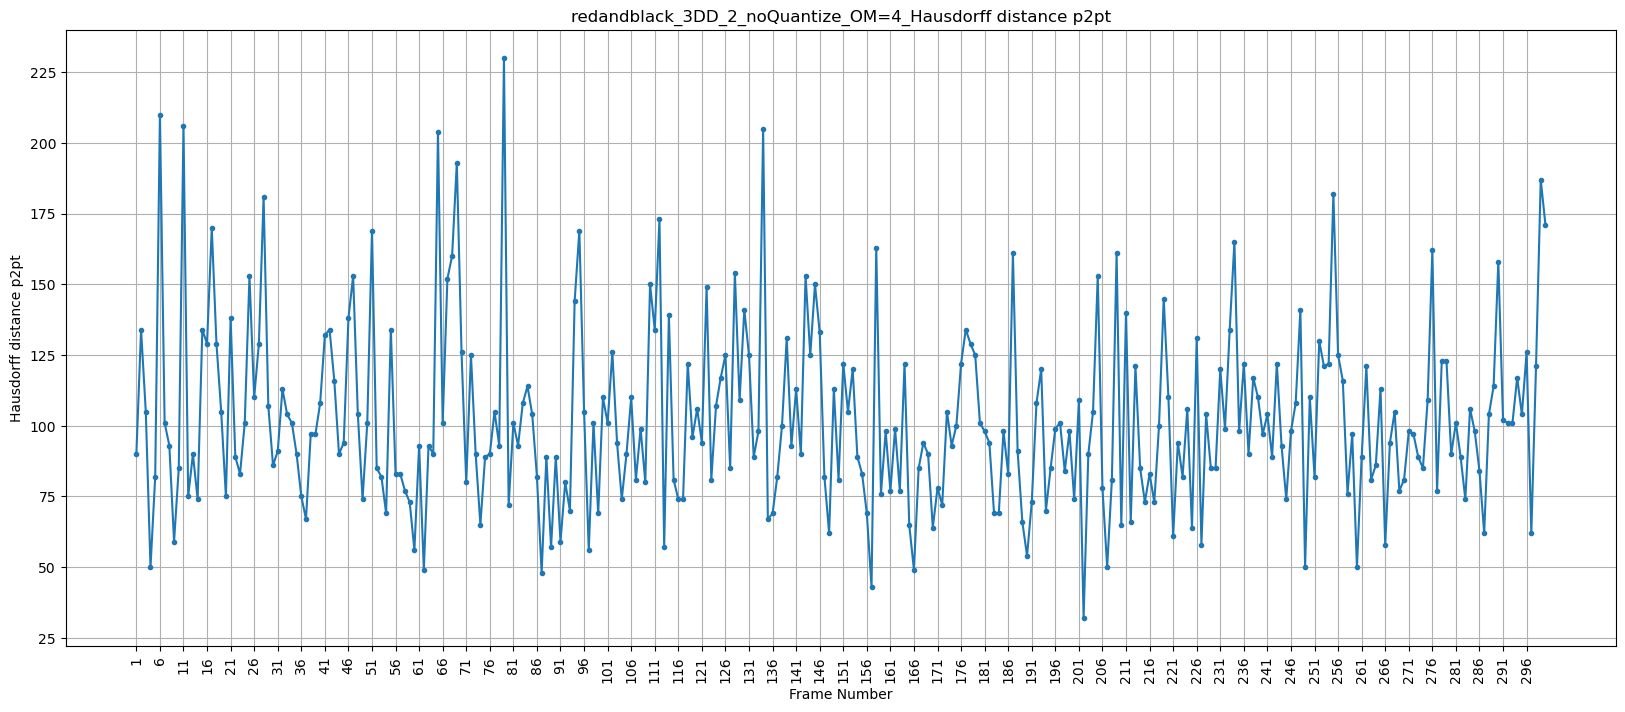 redandblack_3DD_2_noQuantize_OM=4_Hausdorff distance p2pt
225
200
175
150
125
100
75
50
25
Hausdorff distance p2pt
1 6 11 16 21 26 31 36 41 46 51 56 61 66 71 76 81 86 91 96 101 106 111 116 121 126 131 136 141 146 151 156 161 166 171 176 181 186 191 196 201 206 211 216 221 226 231 236 241 246 251 256 261 266 271 276 281 286 291 296
Frame Number